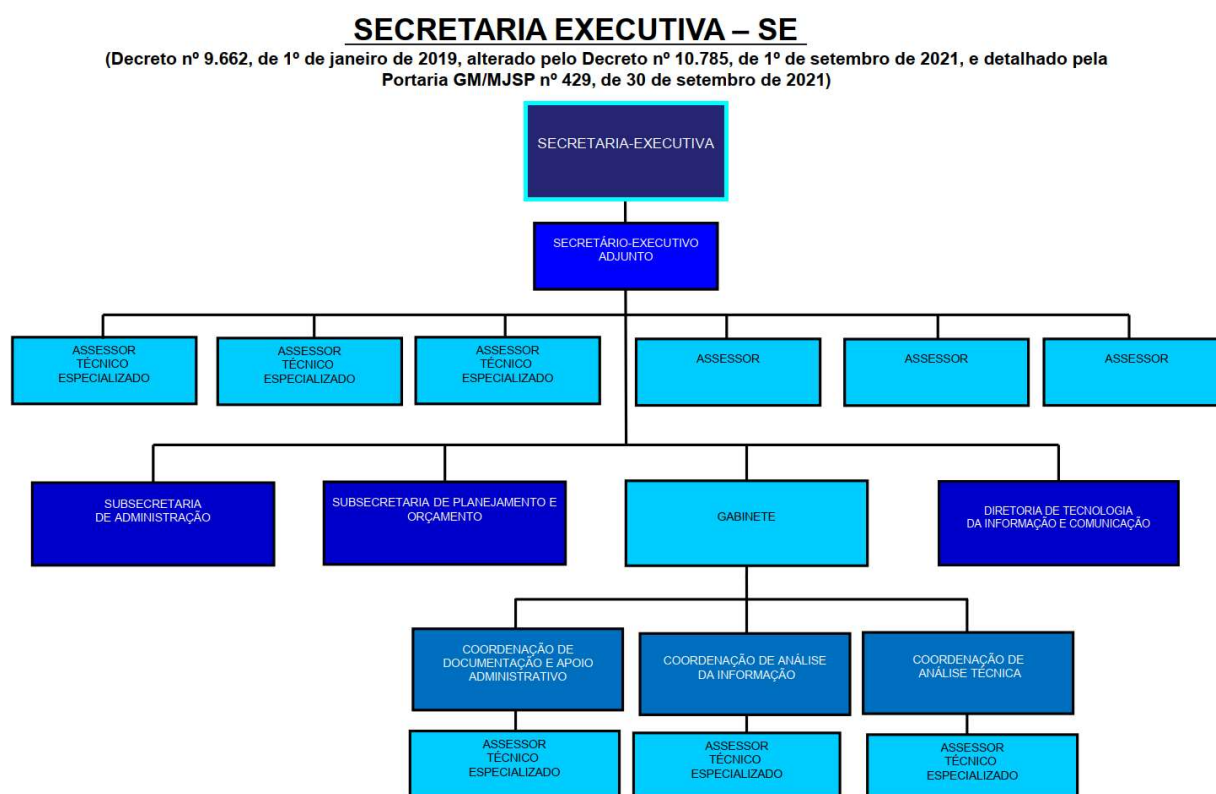 SECRETARIA EXECUTIVA – SE
(Decreto nº 9.662, de 1º de janeiro de 2019, alterado pelo Decreto nº 10.785, de 1º de setembro de 2021, e detalhado pela
Portaria GM/MJSP nº 429, de 30 de setembro de 2021)
SECRETARIA-EXECUTIVA
SECRETÁRIO-EXECUTIVO
ADJUNTO
ASSESSOR
TÉCNICO
ESPECIALIZADO
ASSESSOR
TÉCNICO
ESPECIALIZADO
ASSESSOR
TÉCNICO
ESPECIALIZADO
ASSESSOR
ASSESSOR
ASSESSOR
SUBSECRETARIA
DE ADMINISTRAÇÃO
SUBSECRETARIA DE PLANEJAMENTO E
ORÇAMENTO
GABINETE
DIRETORIA DE TECNOLOGIA
DA INFORMAÇÃO E COMUNICAÇÃO
COORDENAÇÃO DE
DOCUMENTAÇÃO E APOIO
ADMINISTRATIVO
COORDENAÇÃO DE ANÁLISE
DA INFORMAÇÃO
COORDENAÇÃO DE
ANÁLISE TÉCNICA
ASSESSOR
TÉCNICO
ESPECIALIZADO
ASSESSOR
TÉCNICO
ESPECIALIZADO
ASSESSOR
TÉCNICO
ESPECIALIZADO